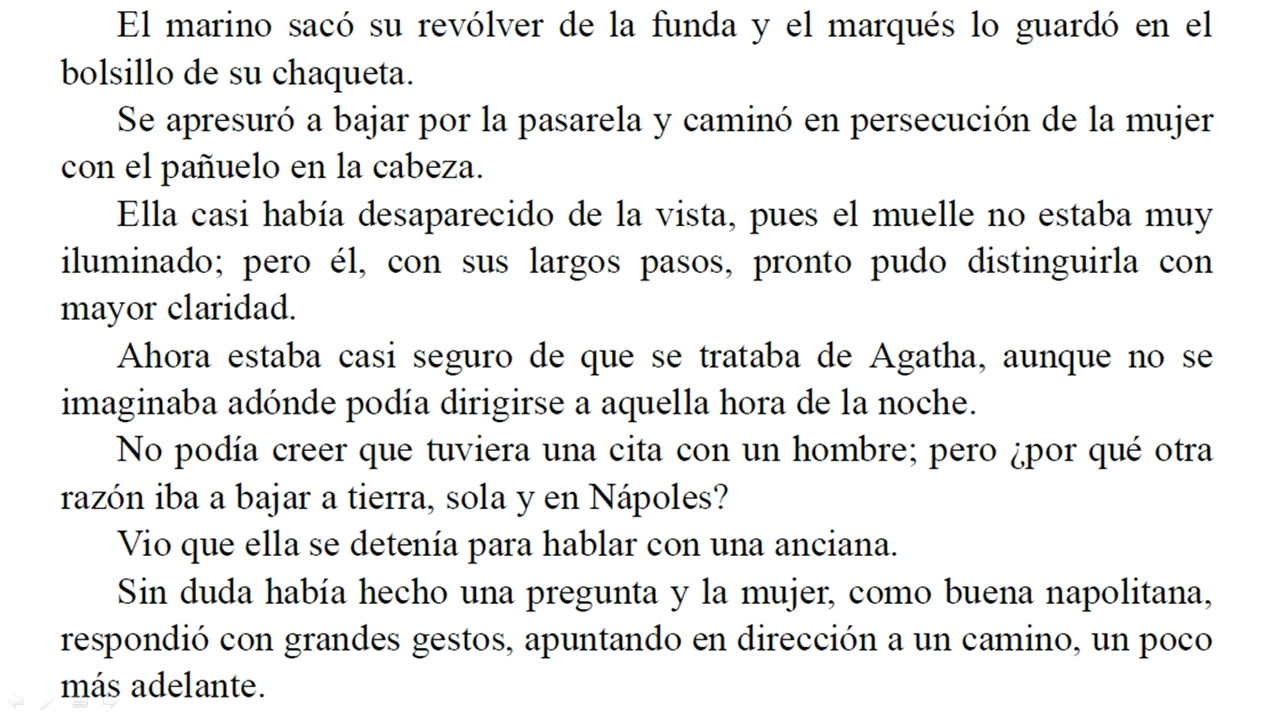 El marino sacó su revólver de la funda y el marqués lo guardó en el
bolsillo de su chaqueta.
Se apresuró a bajar por la pasarela y caminó en persecución de la mujer
con el pañuelo en la cabeza.
Ella casi había desaparecido de la vista, pues el muelle no estaba muy
iluminado; pero él, con sus largos pasos, pronto pudo distinguirla con
mayor claridad.
Ahora estaba casi seguro de que se trataba de Agatha, aunque no se
imaginaba adónde podía dirigirse a aquella hora de la noche.
No podía creer que tuviera una cita con un hombre; pero ¿por qué otra
razón iba a bajar a tierra, sola y en Nápoles?
Vio que ella se detenía para hablar con una anciana.
Sin duda había hecho una pregunta y la mujer, como buena napolitana,
respondió con grandes gestos, apuntando en dirección a un camino, un poco
más adelante.